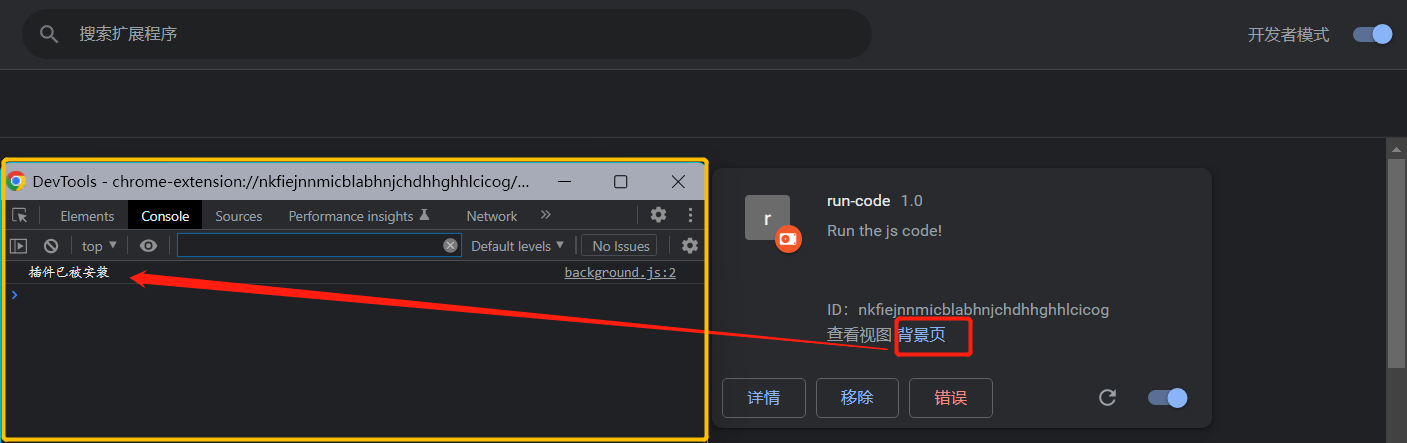 搜索扩展程序
开发者模式
DevTools - chrome-extension://nkfiejnnmicblabhnjchdhhghhlcicog/...
Elements Console Sources Performance insights Network »
top Default levels No Issues
插件已被安装 background.js:2
r
run-code 1.0
Run the js code!
ID：nkfiejnnmicblabhnjchdhhghhlcicog
查看视图 背景页
详情 移除 错误